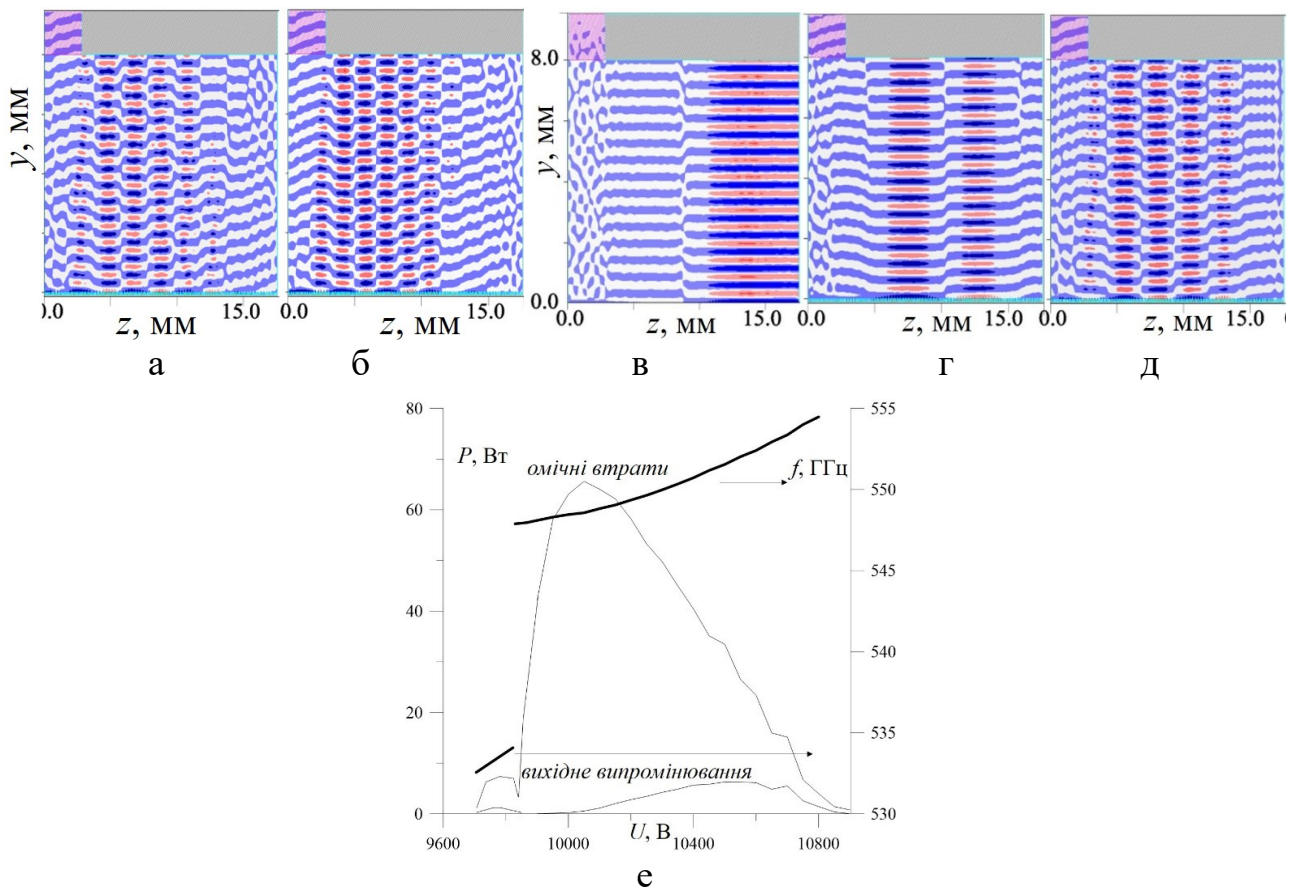 y, мм
0.0
15.0
z, мм
0.0
15.0
z, мм
y, мм
8.0
0.0
0.0
15.0
z, мм
0.0
15.0
z, мм
0.0
15.0
z, мм
а
б
в
г
д
80
555
P, Вт
омічні втрати
f, ГГц
60
550
545
40
540
20
535
вихідне випромінювання
0
530
9600
10000
10400
10800
U, В
е